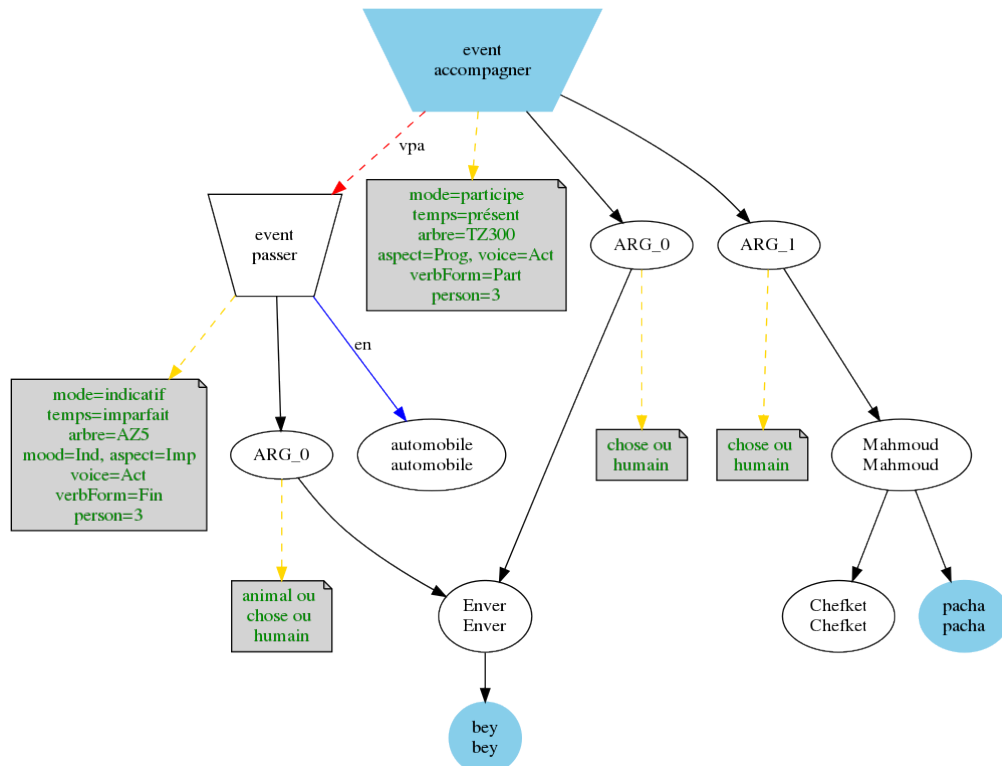 event
accompagner
vpa
event
passer
mode=participe
temps=présent
arbre=TZ300
aspect=Prog, voice=Act
verbForm=Part
person=3
ARG_0
ARG_1
en
mode=indicatif
temps=imparfait
arbre=AZ5
mood=Ind, aspect=Imp
voice=Act
verbForm=Fin
person=3
ARG_0
automobile
automobile
chose ou
humain
chose ou
humain
Mahmoud
Mahmoud
animal ou
chose ou
humain
Enver
Enver
Chefket
Chefket
pacha
pacha
bey
bey